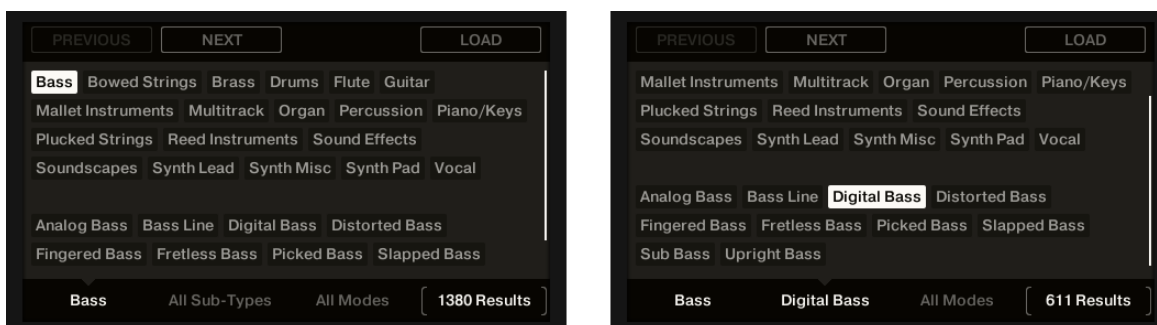 PREVIOUS NEXT LOAD
Bass Bowed Strings Brass Drums Flute Guitar
Mallet Instruments Multitrack Organ Percussion Piano/Keys
Plucked Strings Reed Instruments Sound Effects
Soundscapes Synth Lead Synth Misc Synth Pad Vocal
Analog Bass Bass Line Digital Bass Distorted Bass
Fingered Bass Fretless Bass Picked Bass Slapped Bass
Bass All Sub-Types All Modes 1380 Results
PREVIOUS NEXT LOAD
Mallet Instruments Multitrack Organ Percussion Piano/Keys
Plucked Strings Reed Instruments Sound Effects
Soundscapes Synth Lead Synth Misc Synth Pad Vocal
Analog Bass Bass Line Digital Bass Distorted Bass
Fingered Bass Fretless Bass Picked Bass Slapped Bass
Sub Bass Upright Bass
Bass Digital Bass All Modes 611 Results